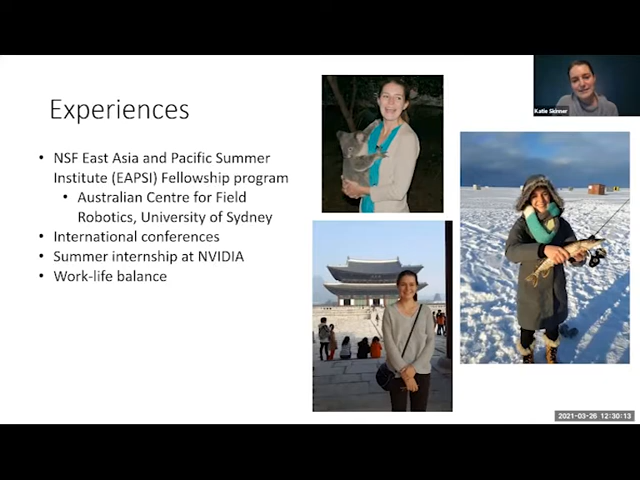 Experiences
Katie Skinner
• NSF East Asia and Pacific Summer
Institute (EAPSI) Fellowship program
• Australian Centre for Field
Robotics, University of Sydney
• International conferences
• Summer internship at NVIDIA
• Work-life balance
2021-03-26 12:30:13